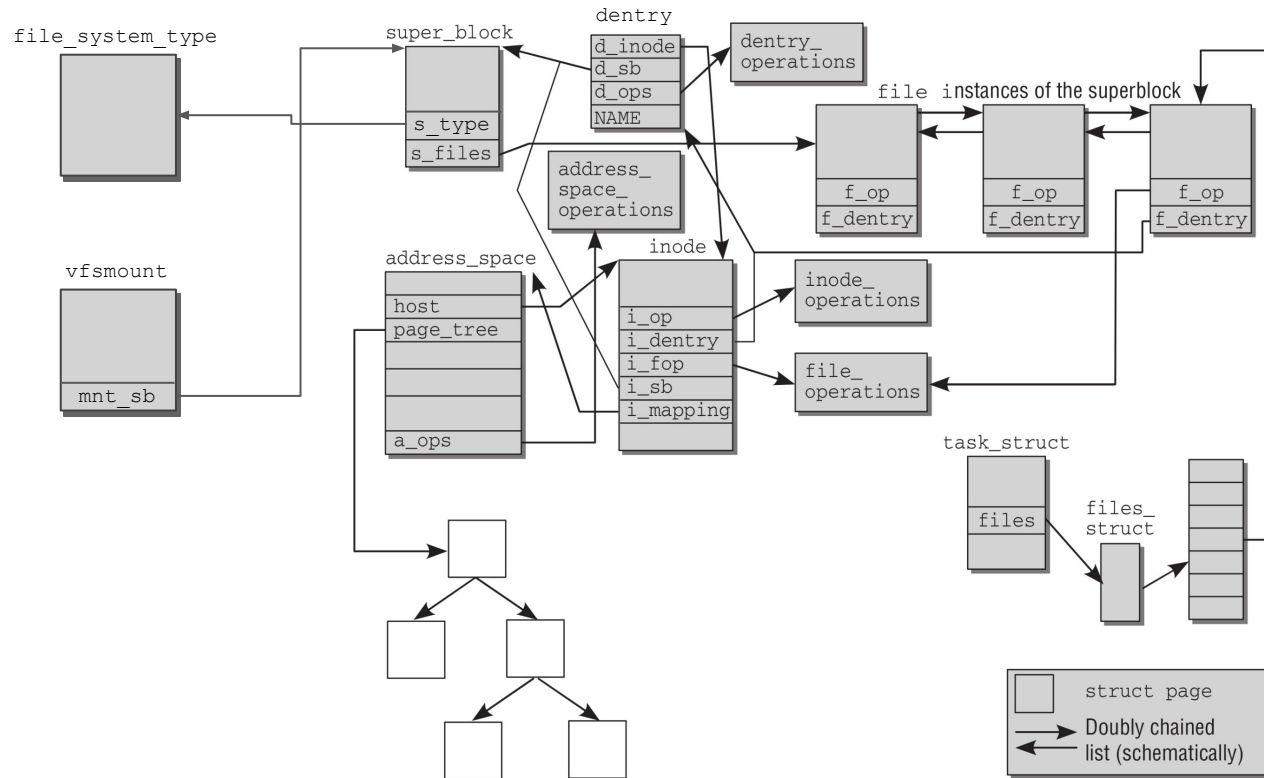 dentry
file_system_type
super_block
d_inode
d_sb
d_ops
NAME
dentry_
operations
s_type
s_files
file instances of the superblock
f_op
f_dentry
f_op
f_dentry
f_op
f_dentry
address_
space_
operations
vfsmount
mnt_sb
address_space
host
page_tree
a_ops
inode
i_op
i_dentry
i_fop
i_sb
i_mapping
inode_
operations
file_
operations
task_struct
files
files_
struct
struct page
Doubly chained
list (schematically)